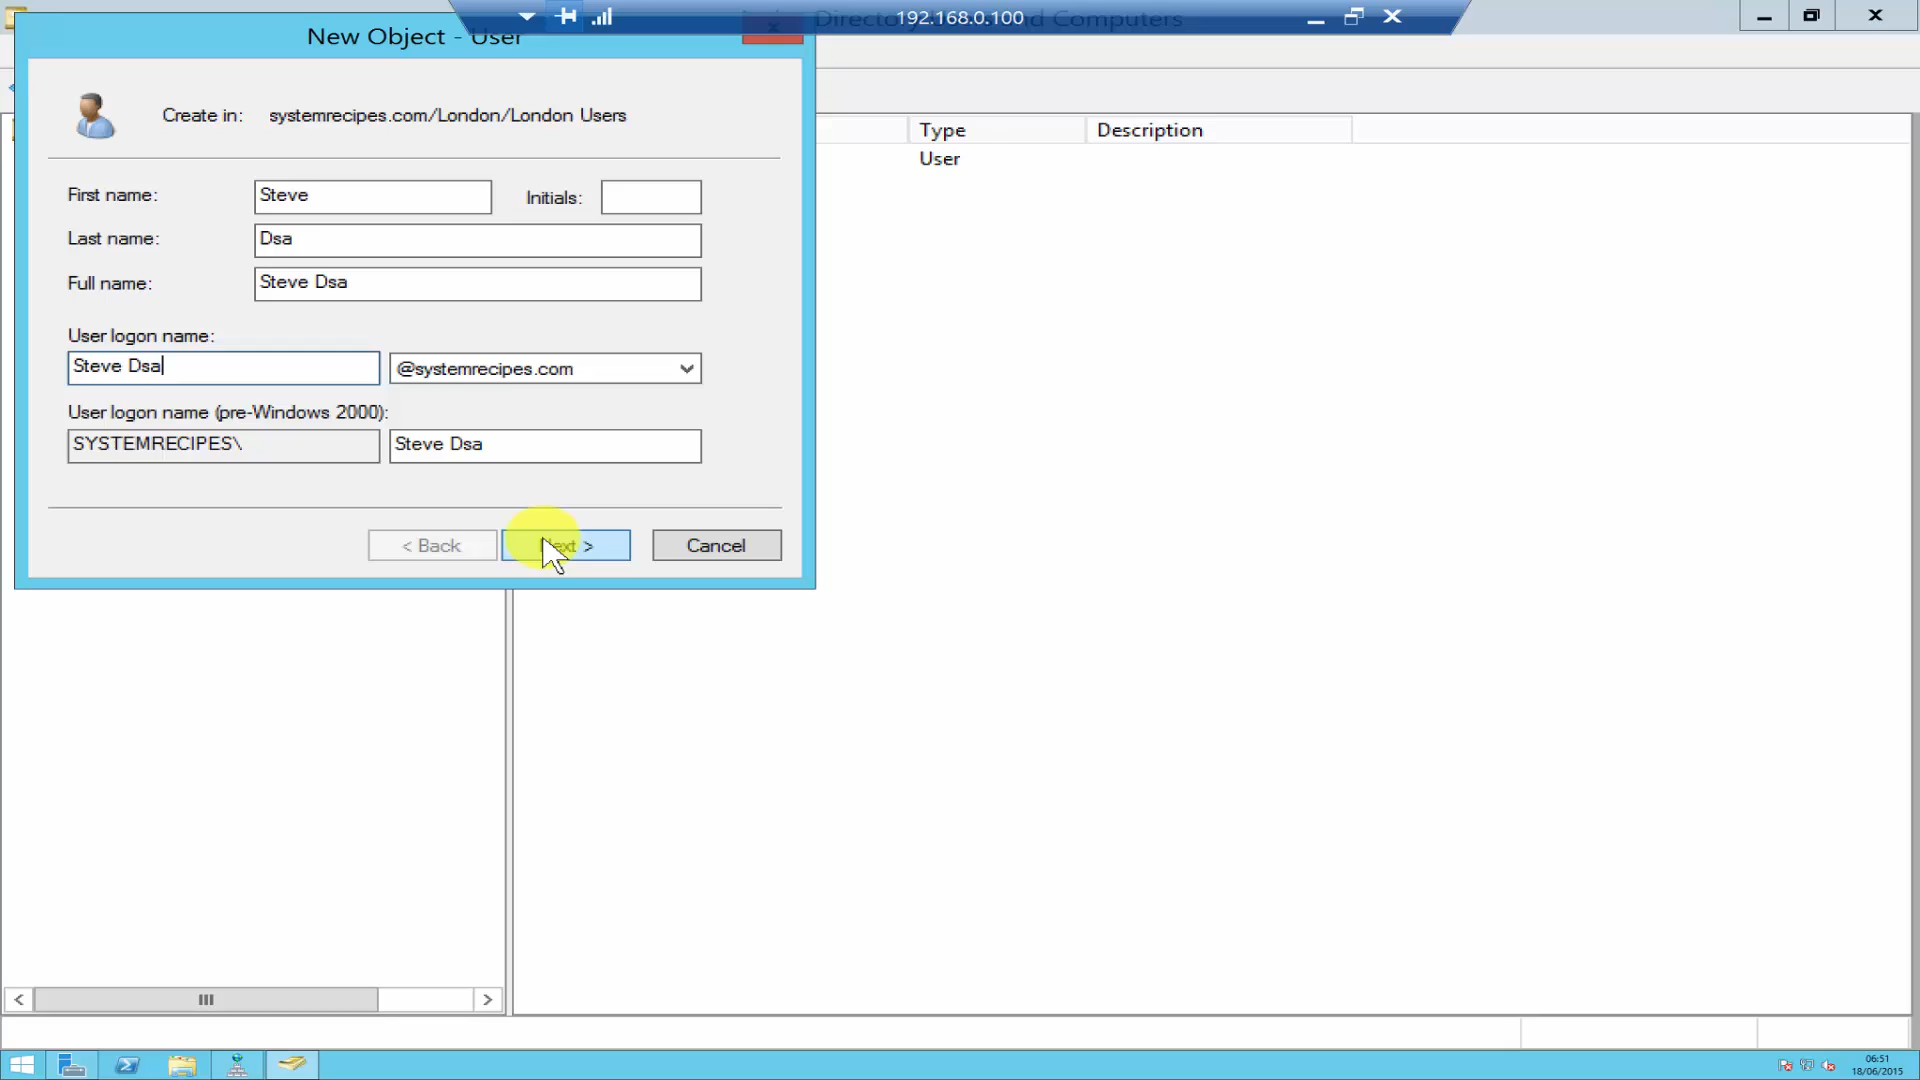 192.168.0.100
New Object - User
Create in: systemrecipes.com/London/London Users
First name: Steve Initials:
Last name: Dsa
Full name: Steve Dsa
User logon name:
Steve Dsa @systemrecipes.com
User logon name (pre-Windows 2000):
SYSTEMRECIPES\ Steve Dsa
< Back Next > Cancel
Type Description
User
06:51
18/06/2015